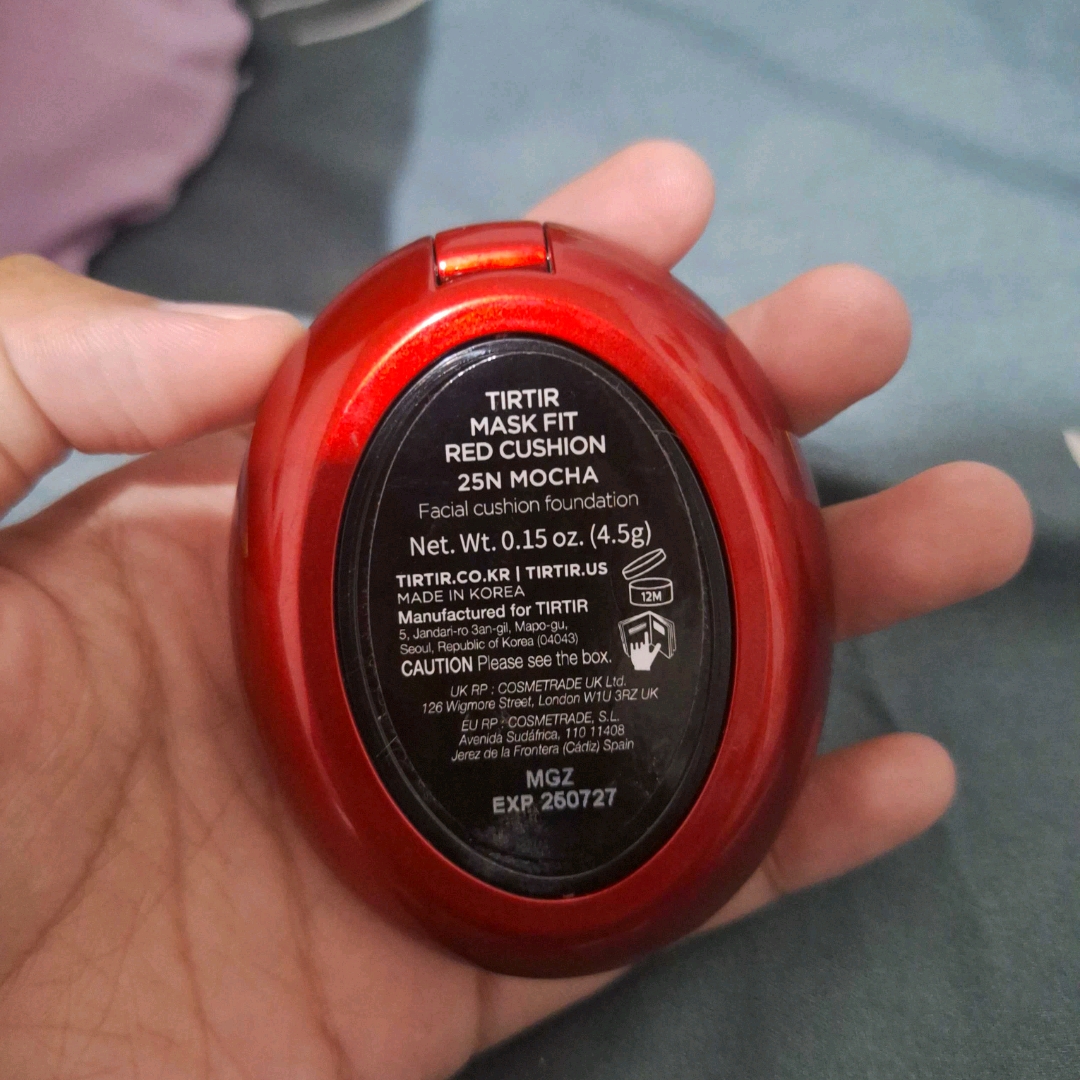 TIRTIR
MASK FIT
RED CUSHION
25N MOCHA
Facial cushion foundation
Net. Wt. 0.15 oz. (4.5g)
TIRTIR.CO.KR | TIRTIR.US
MADE IN KOREA
12M
Manufactured for TIRTIR
5, Jandari-ro 3an-gil, Mapo-gu,
Seoul, Republic of Korea (04043)
CAUTION Please see the box.
UK RP : COSMETRADE UK Ltd.
126 Wigmore Street, London W1U 3RZ UK
EU RP : COSMETRADE, S.L.
Avenida Sudáfrica, 110 11408
Jerez de la Frontera (Cádiz) Spain
MGZ
EXP 260727